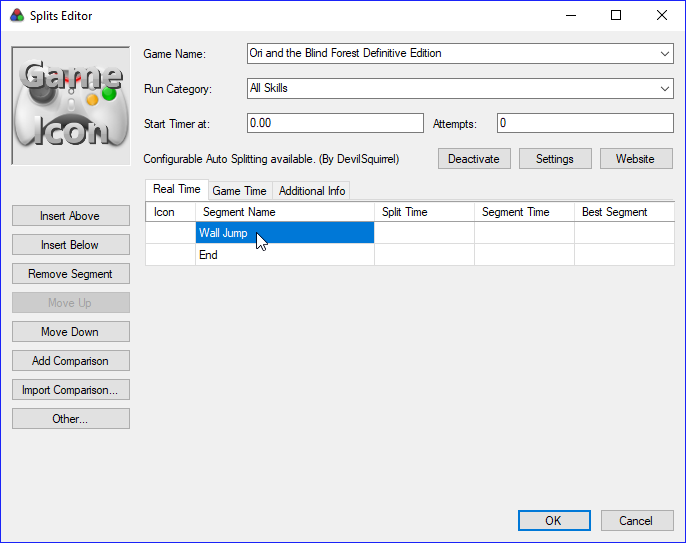 Splits Editor
Game Icon
Game Name: Ori and the Blind Forest Definitive Edition
Run Category: All Skills
Start Timer at: 0.00 Attempts: 0
Configurable Auto Splitting available. (By DevilSquirrel) Deactivate Settings Website
Real Time Game Time Additional Info
Icon Segment Name Split Time Segment Time Best Segment
Wall Jump
End
Insert Above
Insert Below
Remove Segment
Move Up
Move Down
Add Comparison
Import Comparison...
Other...
OK Cancel